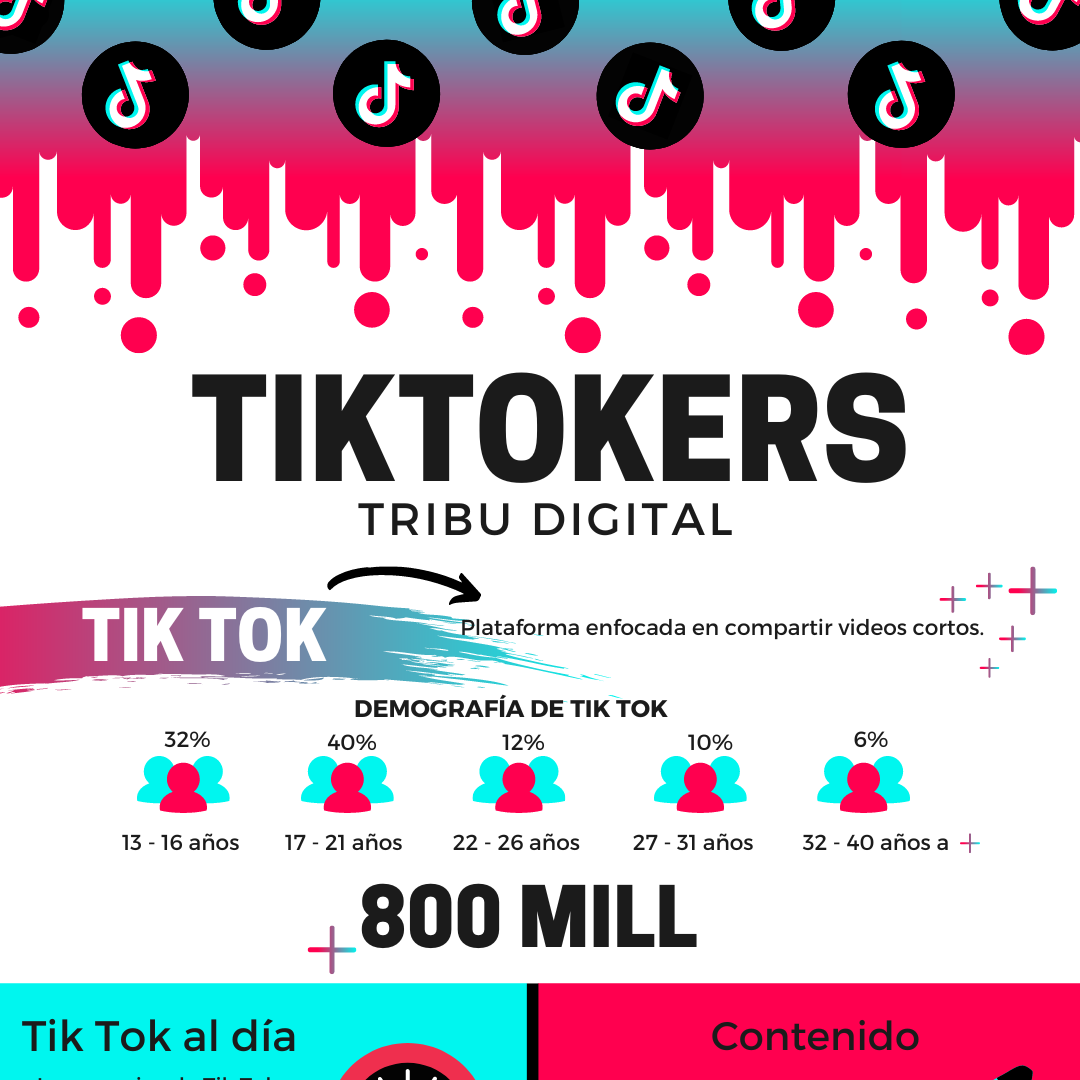 TIKTOKERS
TRIBU DIGITAL
TIK TOK
Plataforma enfocada en compartir videos cortos.
DEMOGRAFÍA DE TIK TOK
32% 40% 12% 10% 6%
13 - 16 años 17 - 21 años 22 - 26 años 27 - 31 años 32 - 40 años a +
+ 800 MILL
Tik Tok al día
Contenido